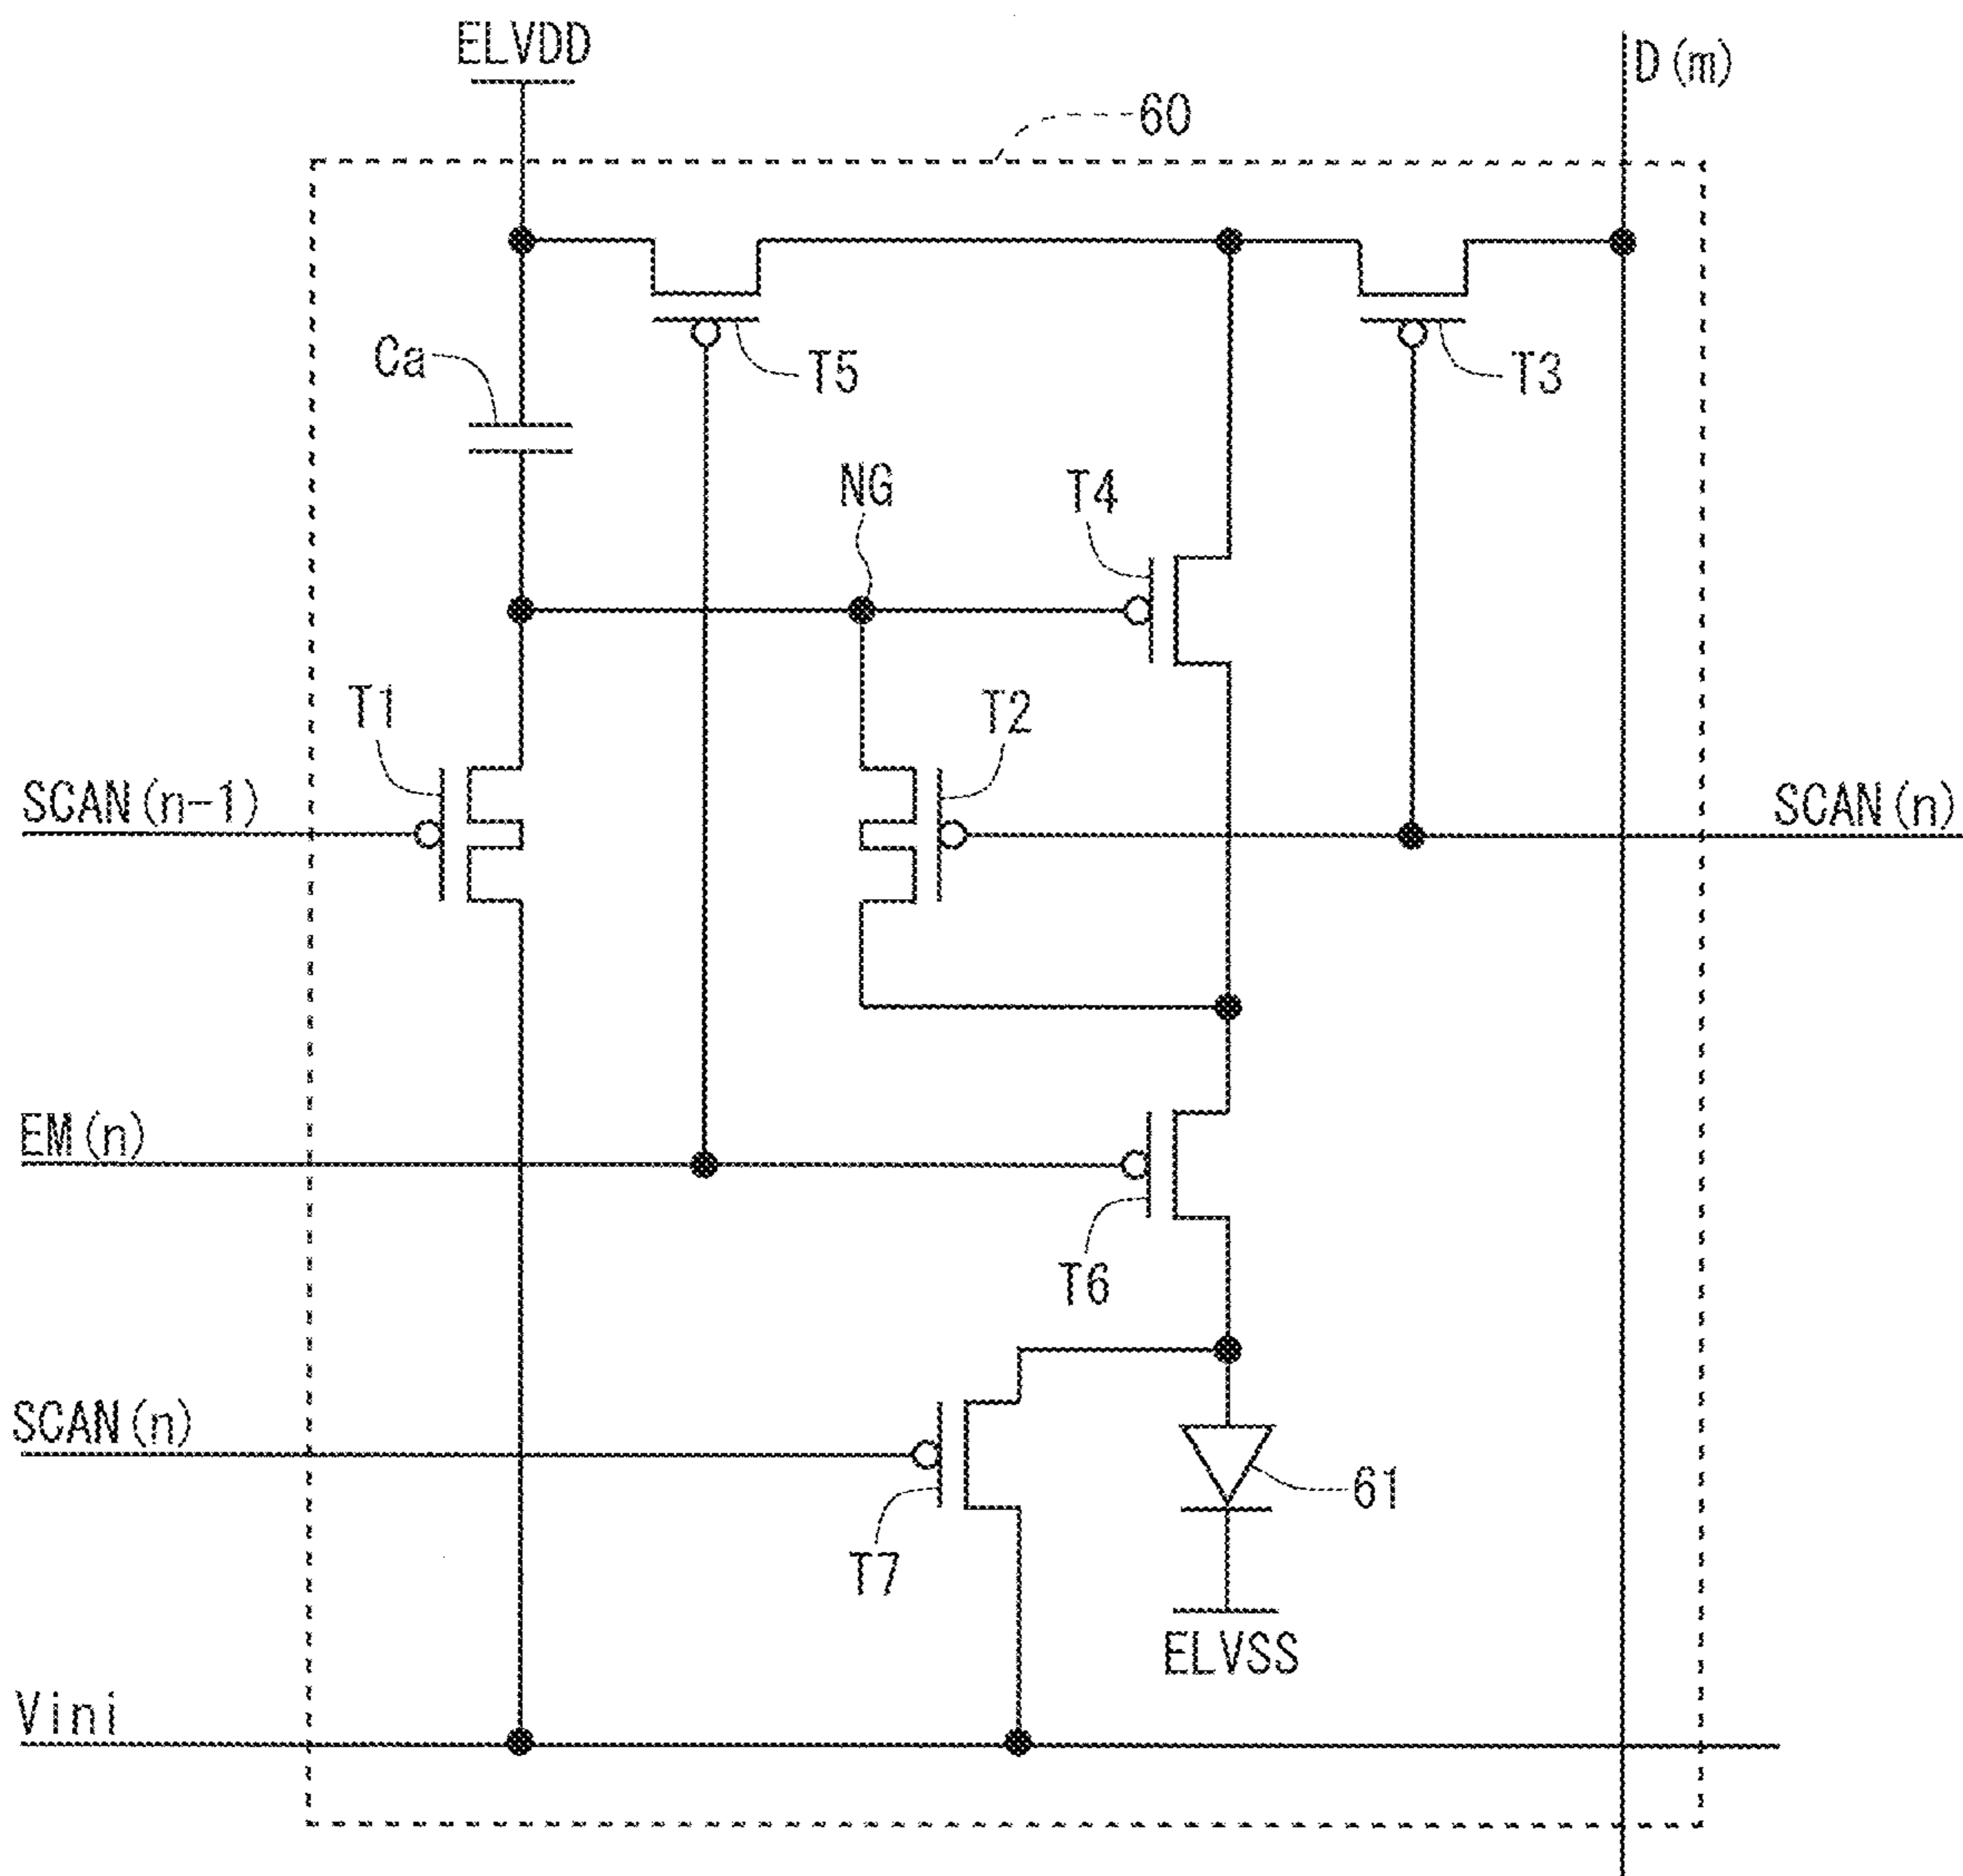 ELVDD
D(m)
60
Ca
T5
T3
NG
T4
T1
T2
SCAN(n-1)
SCAN(n)
EM(n)
T6
SCAN(n)
61
T7
ELVSS
Vini